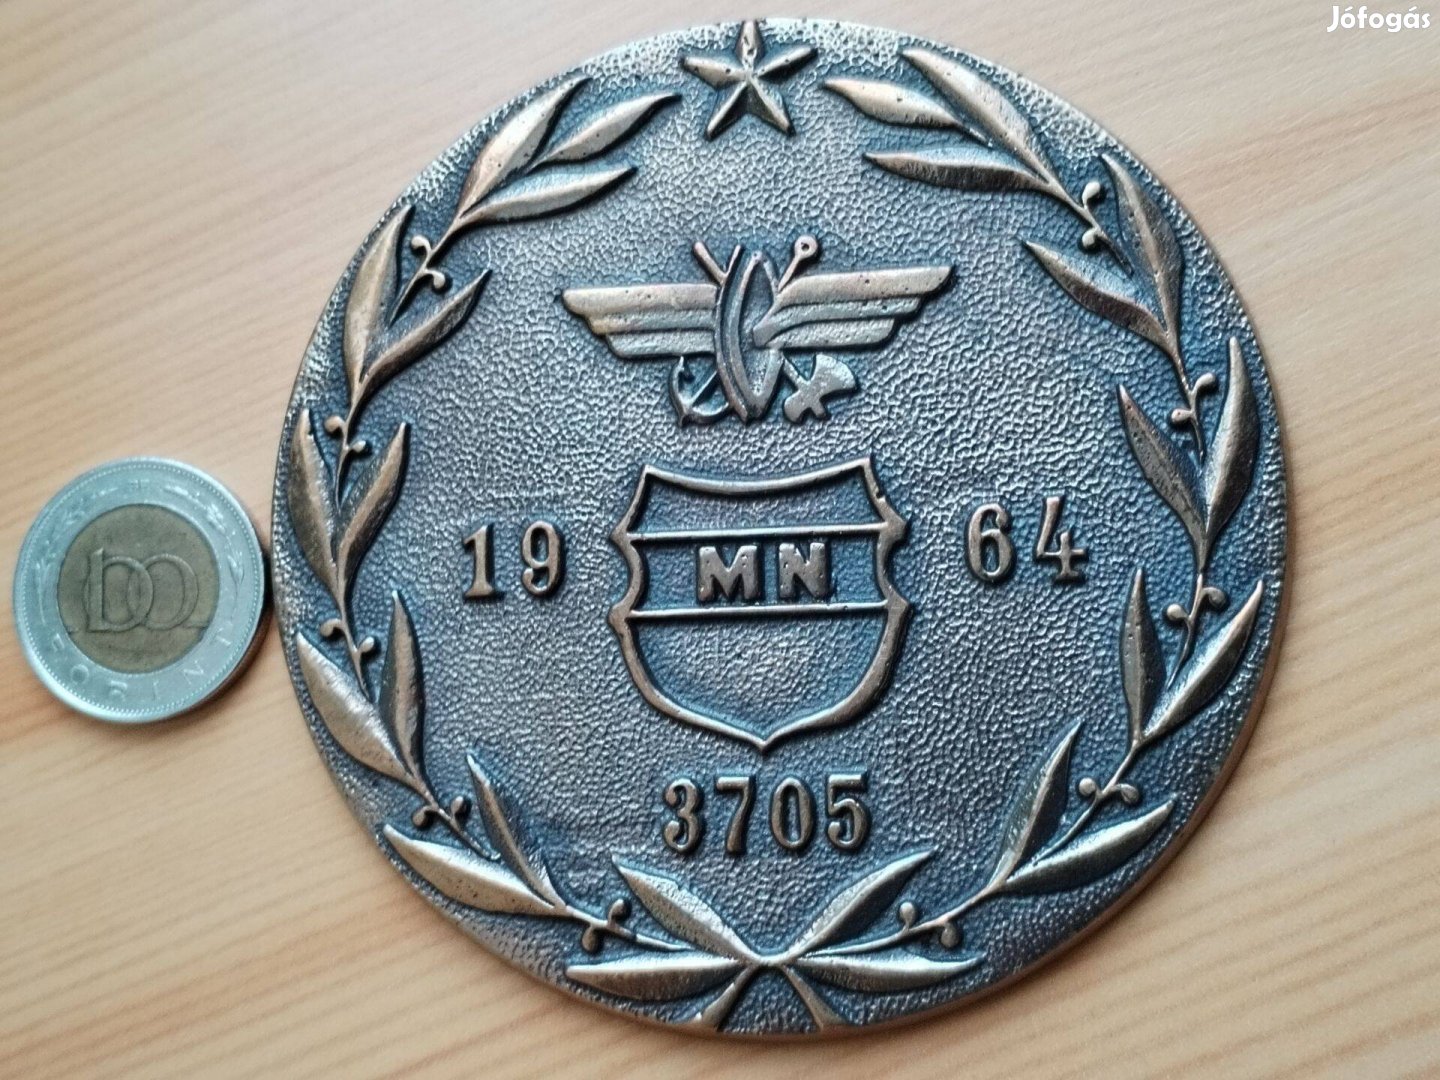 Jófogás
19 64
MN
3705
100
FORINT